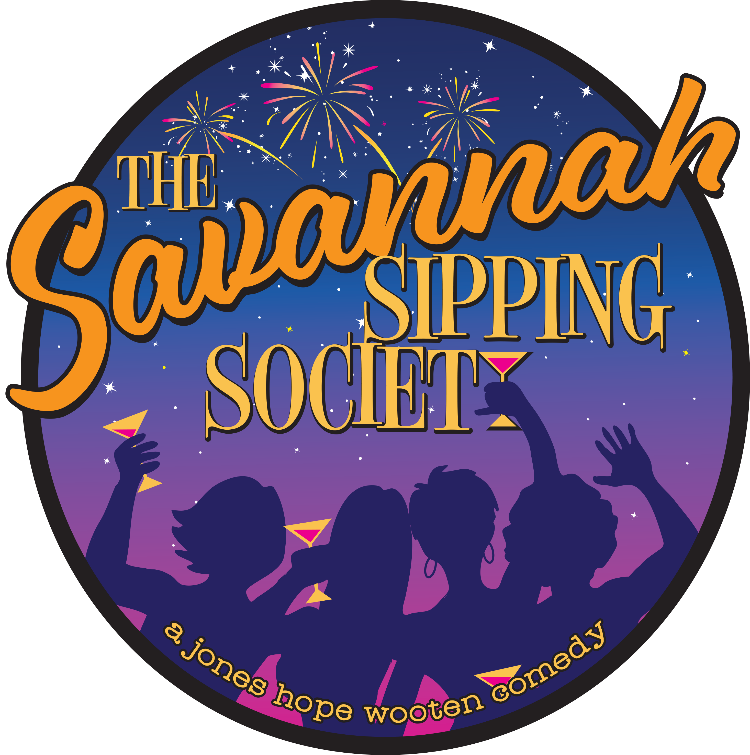 THE
Savannah
SIPPING
SOCIETY
a jones hope wooten comedy